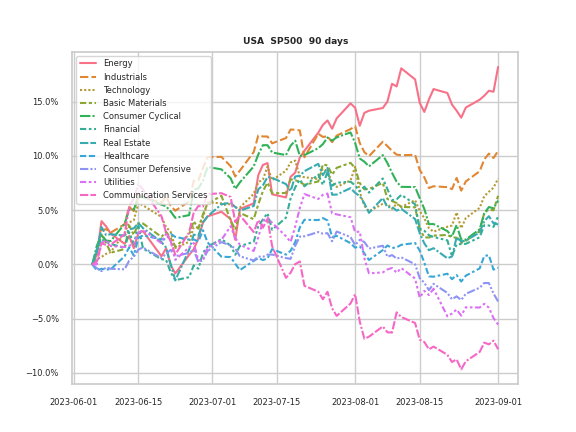 USA  SP500  90 days
Energy
Industrials
Technology
Basic Materials
Consumer Cyclical
Financial
Real Estate
Healthcare
Consumer Defensive
Utilities
Communication Services
15.0%
10.0%
5.0%
0.0%
−5.0%
−10.0%
2023-06-01 2023-06-15 2023-07-01 2023-07-15 2023-08-01 2023-08-15 2023-09-01